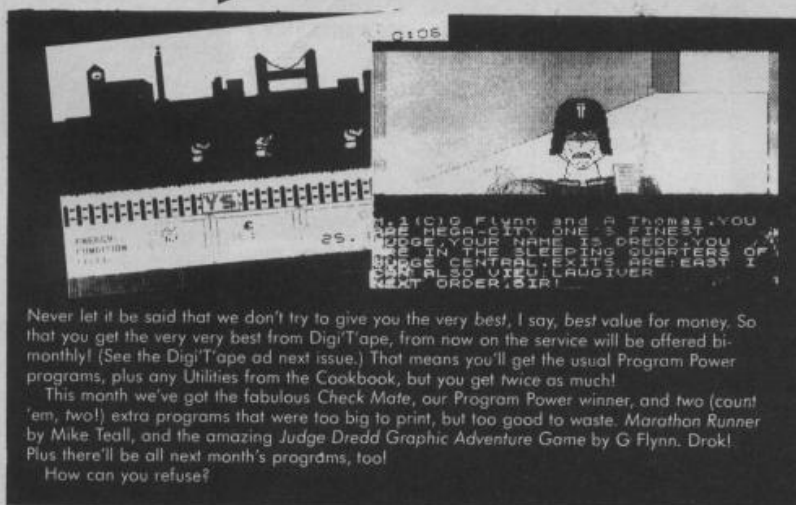 0:06
YS
ENERGY:
CONDITION
25.
M.1(C)G Flynn and A Thomas.YOU
ARE MEGA-CITY ONE'S FINEST
JUDGE,YOUR NAME IS DREDD,YOU
ARE IN THE SLEEPING QUARTERS OF
JUDGE CENTRAL.EXITS ARE:EAST I
CAN ALSO VIEW:LAWGIVER
NEXT ORDER,SIR!
Never let it be said that we don't try to give you the very best, I say, best value for money. So
that you get the very very best from Digi'T'ape, from now on the service will be offered bi-
monthly! (See the Digi'T'ape ad next issue.) That means you'll get the usual Program Power
programs, plus any Utilities from the Cookbook, but you get twice as much!
This month we've got the fabulous Check Mate, our Program Power winner, and two (count
'em, two!) extra programs that were too big to print, but too good to waste. Marathon Runner
by Mike Teall, and the amazing Judge Dredd Graphic Adventure Game by G Flynn. Drok!
Plus there'll be all next month's programs, too!
How can you refuse?